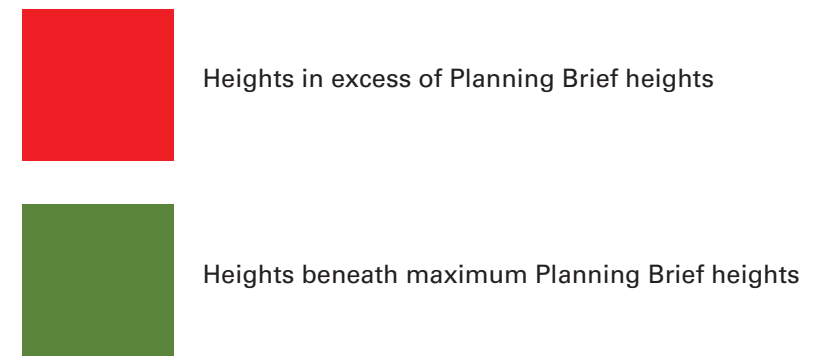 Heights in excess of Planning Brief heights
Heights beneath maximum Planning Brief heights